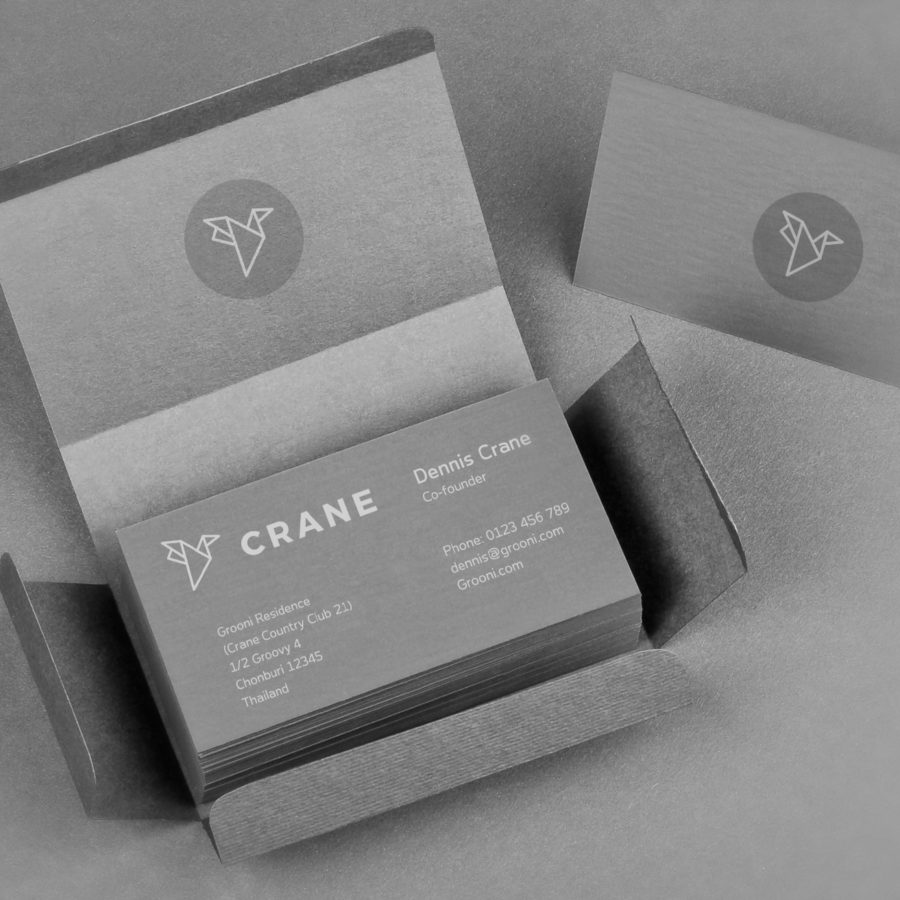 CRANE
Dennis Crane
Co-founder
Phone: 0123 456 789
dennis@grooni.com
Grooni.com
Grooni Residence
(Crane Country Club 21)
1/2 Groovy 4
Chonburi 12345
Thailand